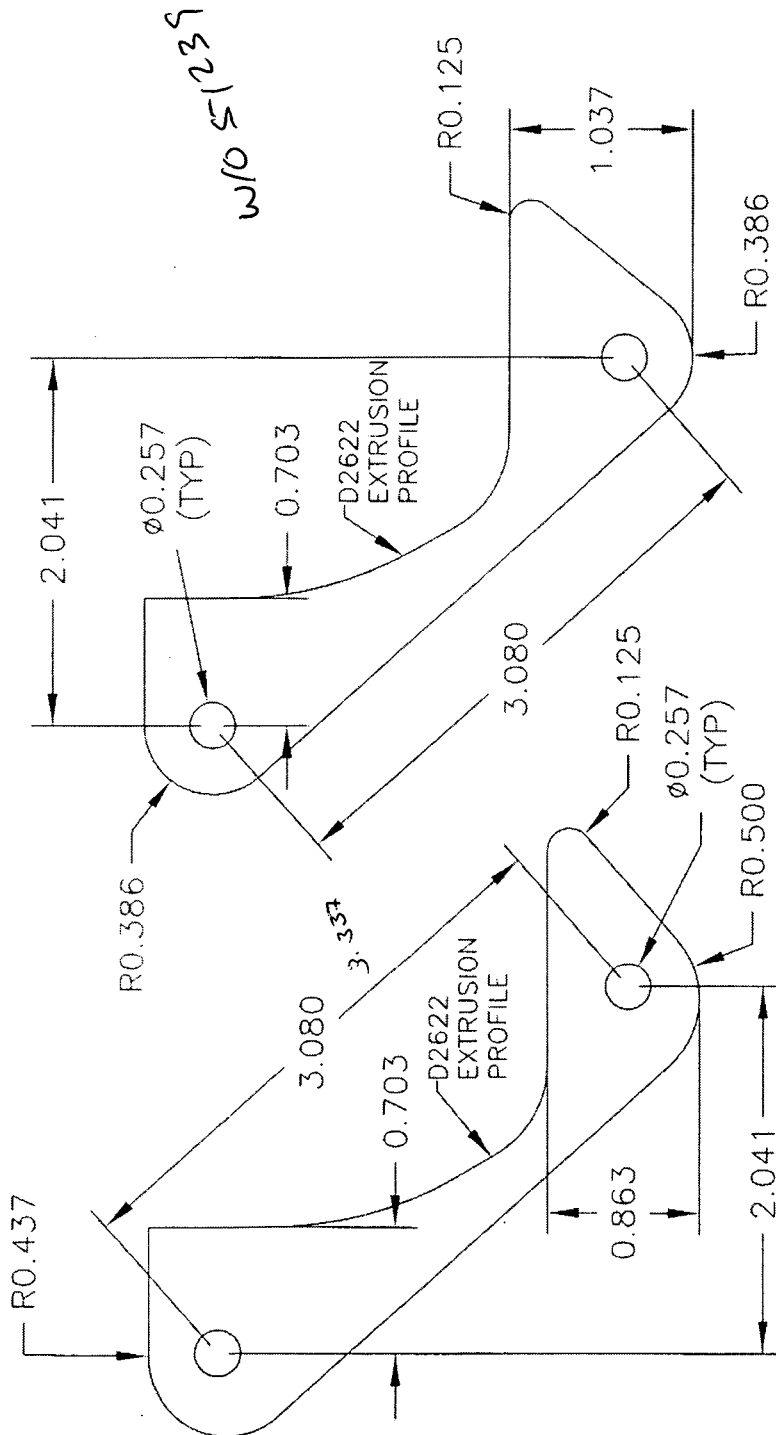 W/O 51239
2.041
Ø0.257
(TYP)
0.703
R0.386
D2622
EXTRUSION
PROFILE
R0.125
1.037
R0.386
3.080
3.337
R0.437
3.080
0.703
D2622
EXTRUSION
PROFILE
R0.125
Ø0.257
(TYP)
R0.500
0.863
2.041